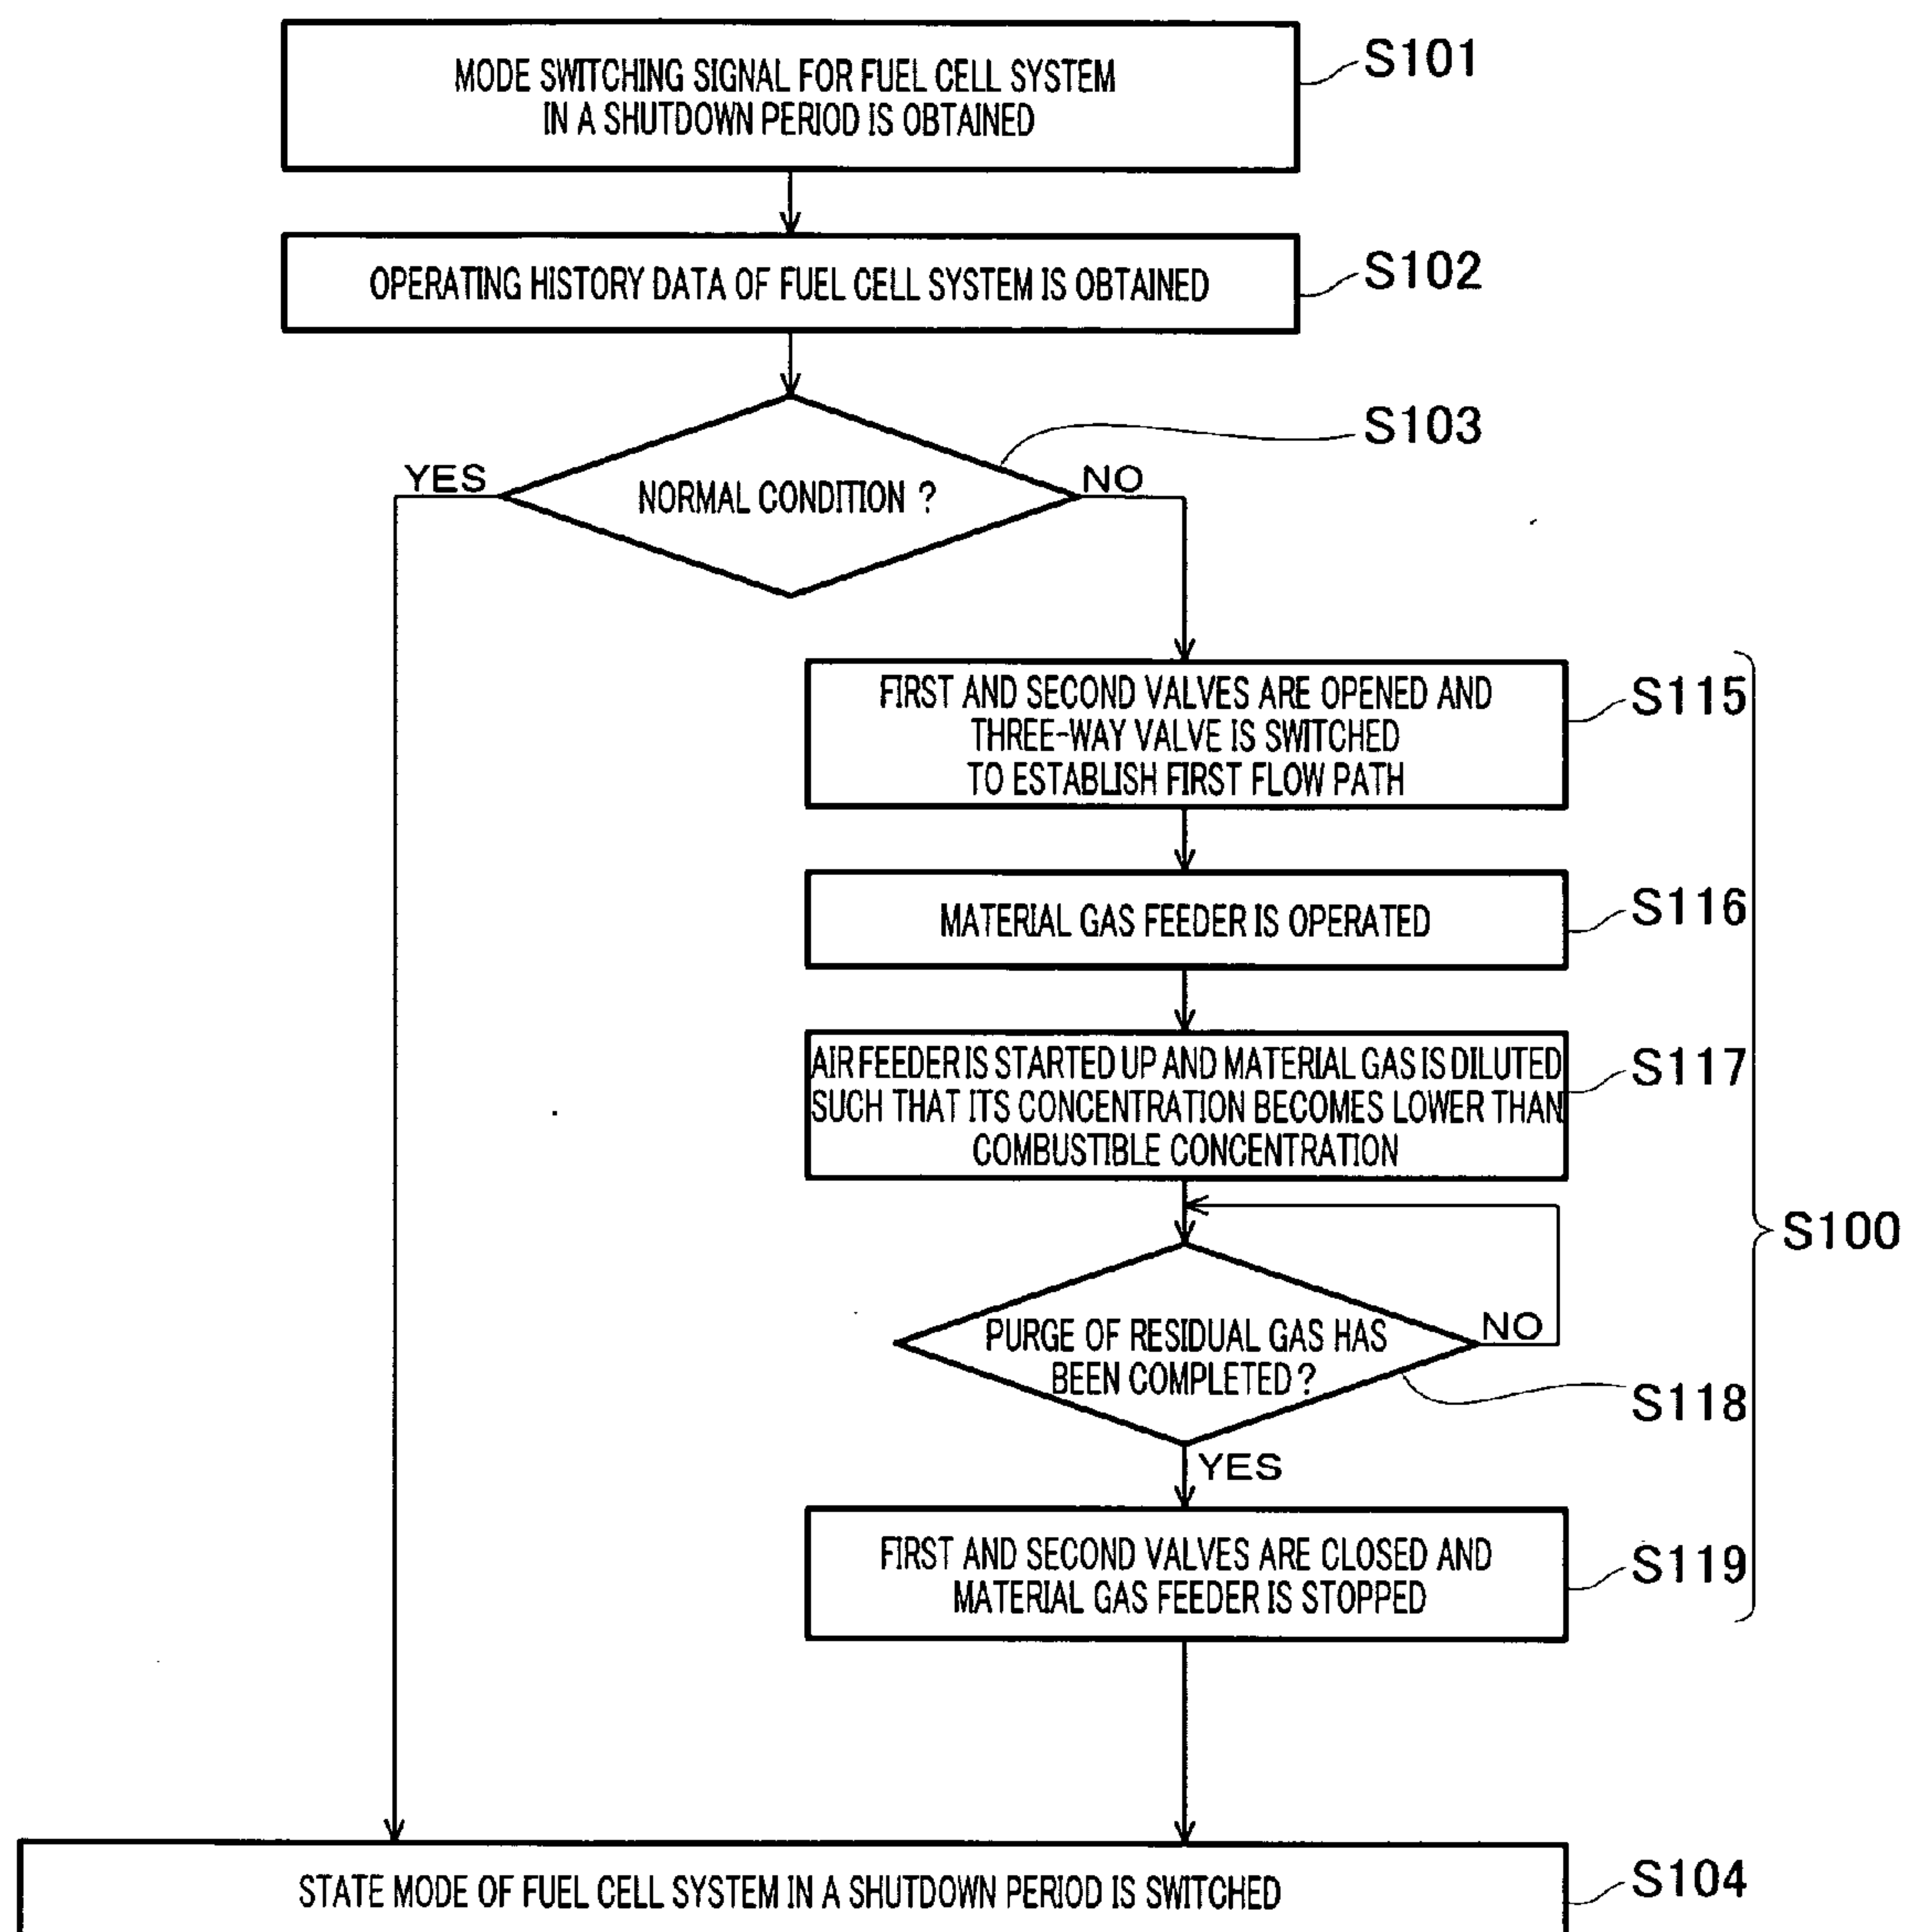 MODE SWITCHING SIGNAL FOR FUEL CELL SYSTEM
IN A SHUTDOWN PERIOD IS OBTAINED
S101
OPERATING HISTORY DATA OF FUEL CELL SYSTEM IS OBTAINED
S102
S103
YES
NORMAL CONDITION ?
NO
FIRST AND SECOND VALVES ARE OPENED AND
THREE-WAY VALVE IS SWITCHED
TO ESTABLISH FIRST FLOW PATH
S115
MATERIAL GAS FEEDER IS OPERATED
S116
AIR FEEDER IS STARTED UP AND MATERIAL GAS IS DILUTED
SUCH THAT ITS CONCENTRATION BECOMES LOWER THAN
COMBUSTIBLE CONCENTRATION
S117
S100
PURGE OF RESIDUAL GAS HAS
BEEN COMPLETED ?
NO
S118
YES
FIRST AND SECOND VALVES ARE CLOSED AND
MATERIAL GAS FEEDER IS STOPPED
S119
STATE MODE OF FUEL CELL SYSTEM IN A SHUTDOWN PERIOD IS SWITCHED
S104